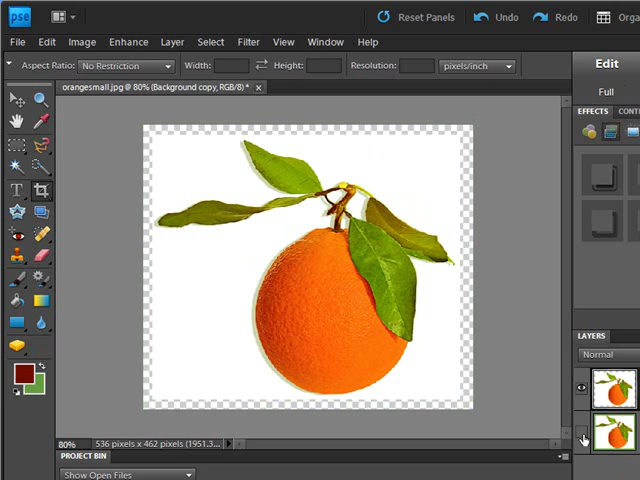 pse
Reset Panels
Undo
Redo
Orga
File Edit Image Enhance Layer Select Filter View Window Help
Aspect Ratio: No Restriction Width: Height: Resolution: pixels/inch
Edit
orangesmall.jpg @ 80% (Background copy, RGB/8) * ×
Full
EFFECTS CONT
T
LAYERS
Normal
80% 536 pixels x 462 pixels (1951.3...
PROJECT BIN
Show Open Files